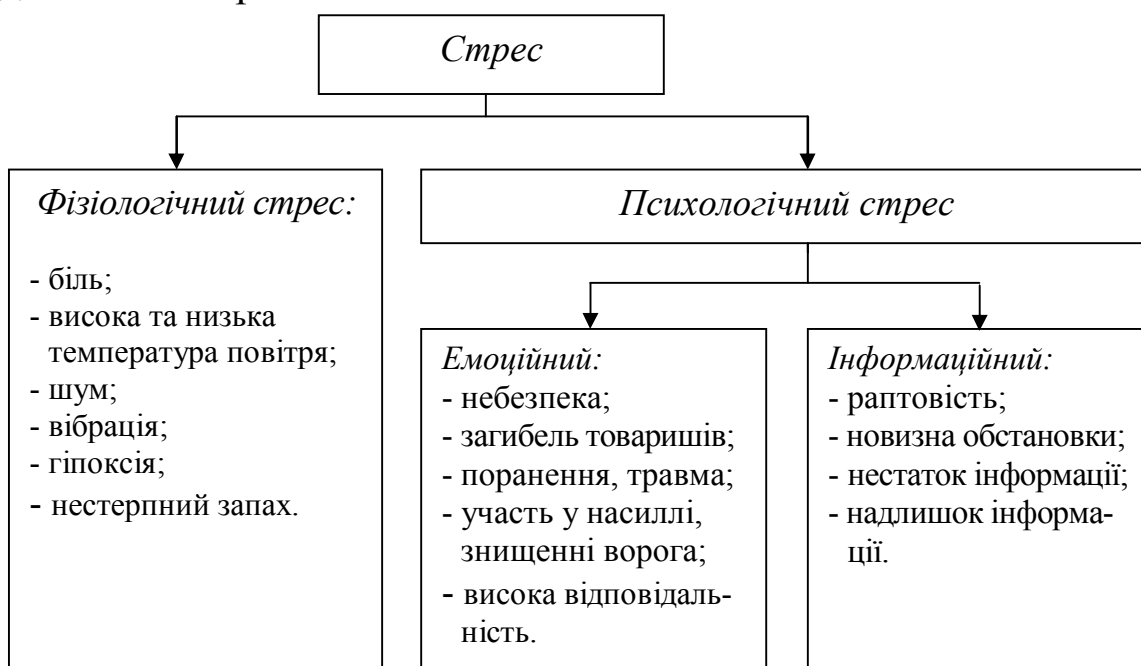 Стрес
Фізіологічний стрес:
- біль;
- висока та низька
температура повітря;
- шум;
- вібрація;
- гіпоксія;
- нестерпний запах.
Психологічний стрес
Емоційний:
- небезпека;
- загибель товаришів;
- поранення, травма;
- участь у насиллі,
знищенні ворога;
- висока відповідаль-
ність.
Інформаційний:
- раптовість;
- новизна обстановки;
- нестаток інформації;
- надлишок інформа-
ції.